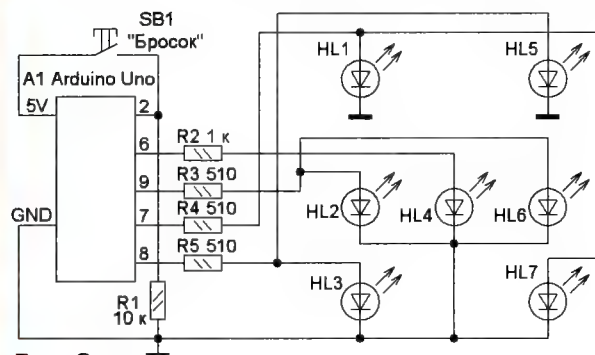 SB1
"Бросок"
A1 Arduino Uno
5V
2
6
9
GND
7
8
R2 1 к
R3 510
R4 510
R5 510
R1
10 к
HL1
HL5
HL2
HL4
HL6
HL3
HL7